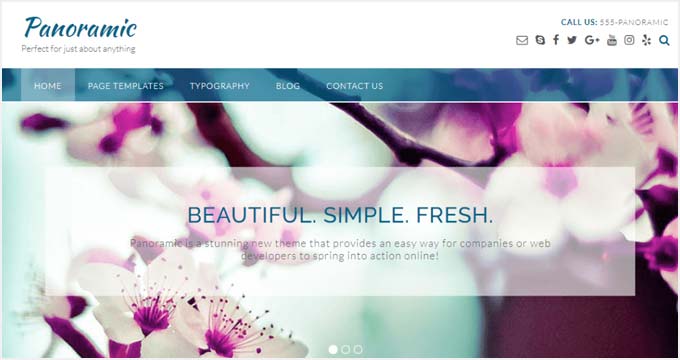 Panoramic
Perfect for just about anything
CALL US: 555-PANORAMIC
HOME PAGE TEMPLATES TYPOGRAPHY BLOG CONTACT US
BEAUTIFUL. SIMPLE. FRESH.
Panoramic is a stunning new theme that provides an easy way for companies or web
developers to spring into action online!